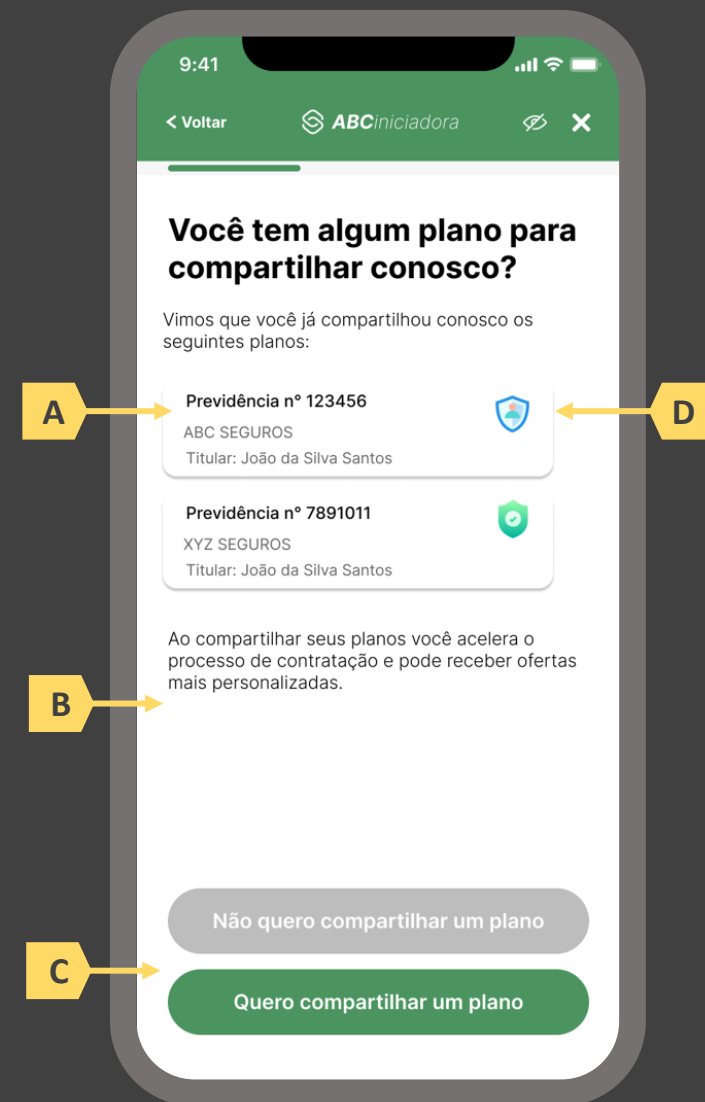 9:41
< Voltar
ABCiniciadora
Você tem algum plano para
compartilhar conosco?
Vimos que você já compartilhou conosco os
seguintes planos:
A
Previdência n° 123456
D
ABC SEGUROS
Titular: João da Silva Santos
Previdência n° 7891011
XYZ SEGUROS
Titular: João da Silva Santos
Ao compartilhar seus planos você acelera o
processo de contratação e pode receber ofertas
mais personalizadas.
B
Não quero compartilhar um plano
C
Quero compartilhar um plano